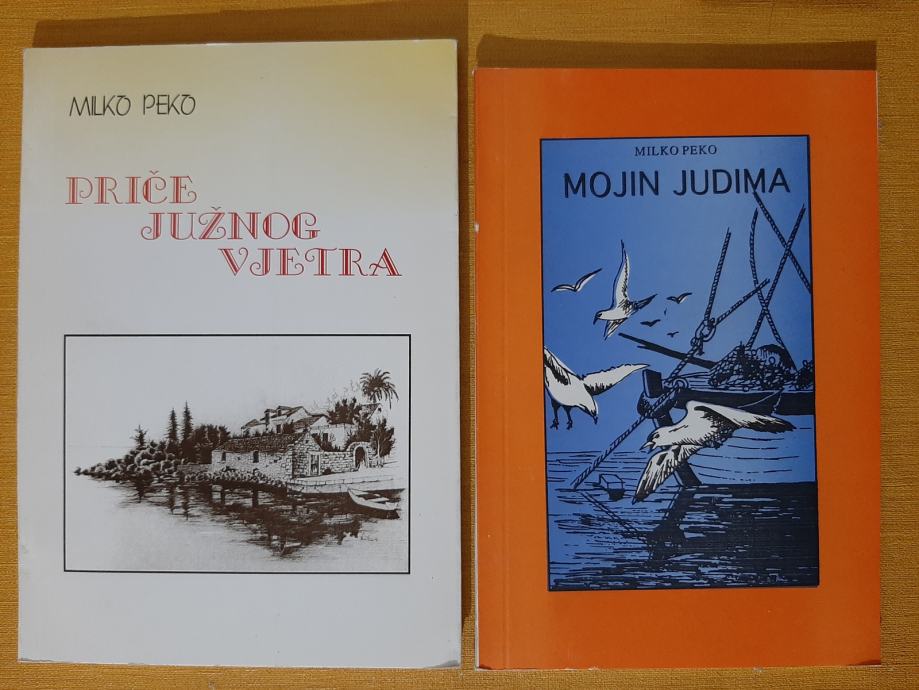 MILKO PEKO
PRIČE
JUŽNOG
VJETRA
MILKO PEKO
MOJIN JUDIMA